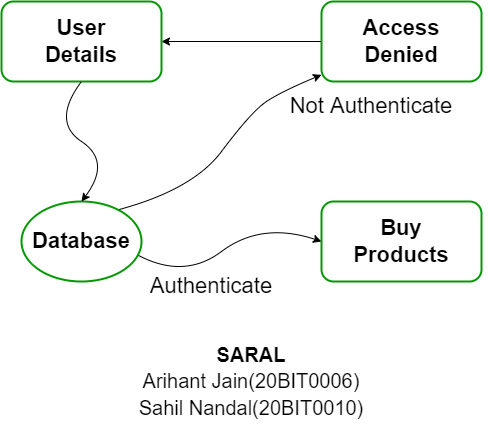 User
Details
Access
Denied
Not Authenticate
Database
Buy
Products
Authenticate
SARAL
Arihant Jain(20BIT0006)
Sahil Nandal(20BIT0010)